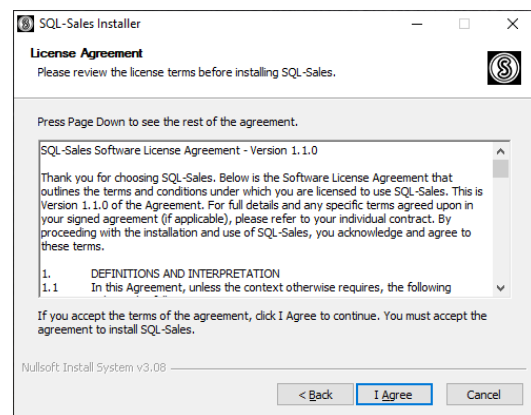 SQL-Sales Installer
License Agreement
Please review the license terms before installing SQL-Sales.
Press Page Down to see the rest of the agreement.
SQL-Sales Software License Agreement - Version 1.1.0
Thank you for choosing SQL-Sales. Below is the Software License Agreement that
outlines the terms and conditions under which you are licensed to use SQL-Sales. This is
Version 1.1.0 of the Agreement. For full details and any specific terms agreed upon in
your signed agreement (if applicable), please refer to your individual contract. By
proceeding with the installation and use of SQL-Sales, you acknowledge and agree to
these terms.
1. DEFINITIONS AND INTERPRETATION
1.1 In this Agreement, unless the context otherwise requires, the following
If you accept the terms of the agreement, click I Agree to continue. You must accept the
agreement to install SQL-Sales.
Nullsoft Install System v3.08
< Back I Agree Cancel